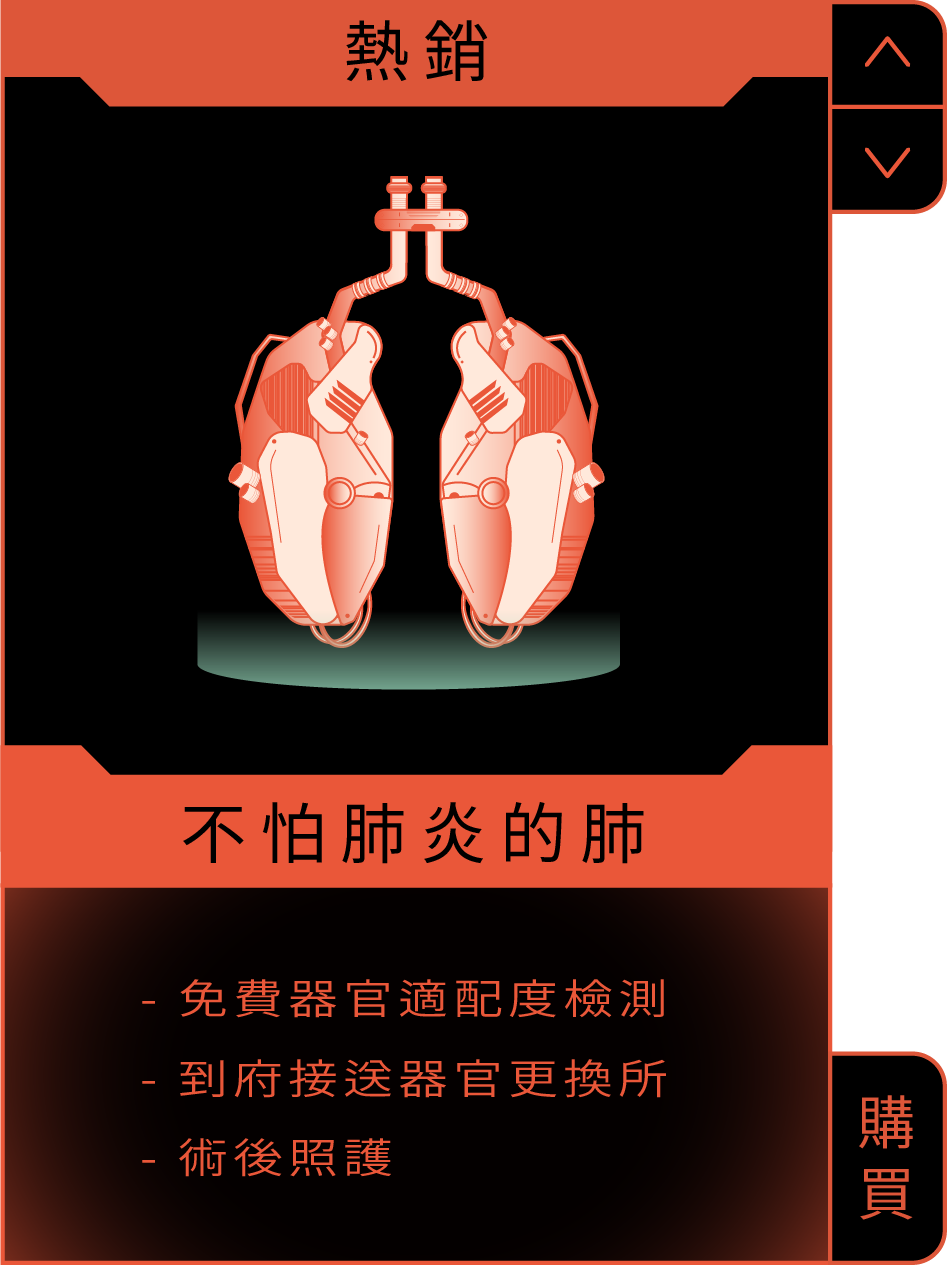 熱銷
不怕肺炎的肺
- 免費器官適配度檢測
- 到府接送器官更換所
- 術後照護
購
買